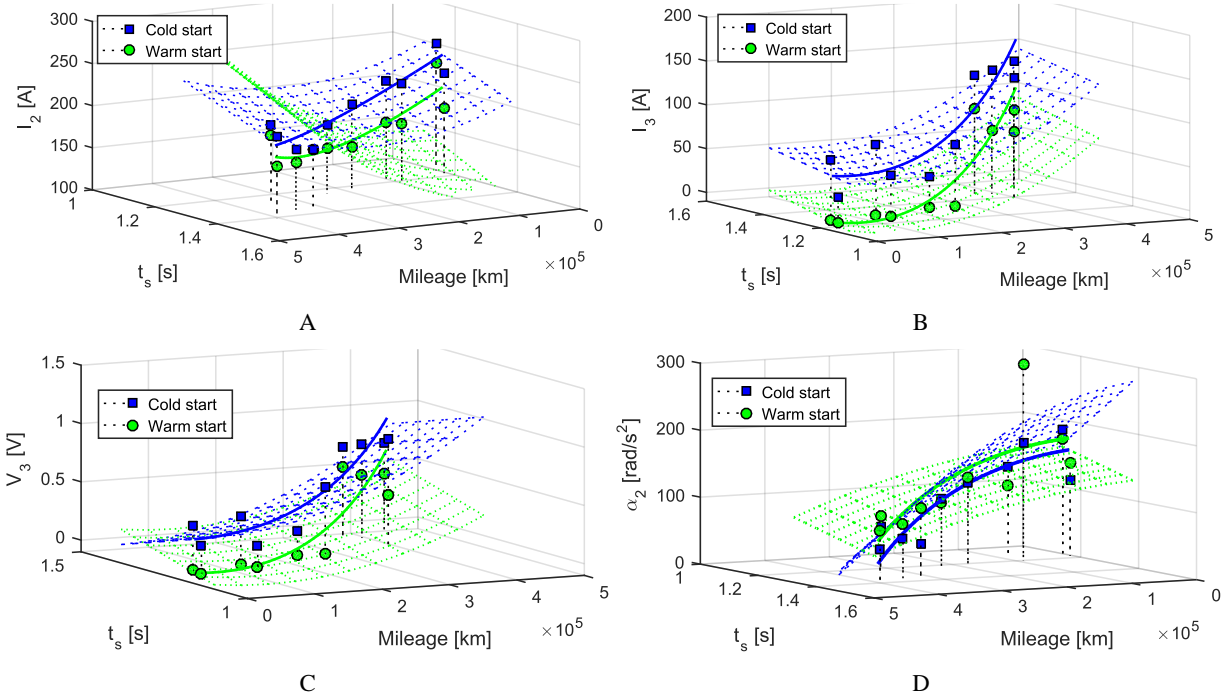 300
250
200
150
100
I2 [A]
Cold start
Warm start
1
1.2
1.4
1.6
ts [s]
5
4
3
2
1
0
×10^5
Mileage [km]
A
200
150
100
50
0
I3 [A]
Cold start
Warm start
1.6
1.4
1.2
1
ts [s]
0
1
2
3
4
5
×10^5
Mileage [km]
B
1.5
1
0.5
0
V3 [V]
Cold start
Warm start
1.5
1
ts [s]
0
1
2
3
4
5
×10^5
Mileage [km]
C
300
200
100
0
α2 [rad/s^2]
Cold start
Warm start
1
1.2
1.4
1.6
ts [s]
5
4
3
2
1
0
×10^5
Mileage [km]
D